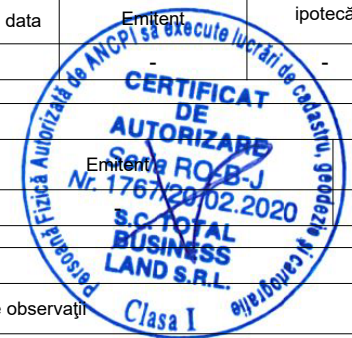 data
Emitent
ipotecă
-
-
Persoană Fizică Autorizată de ANCPI să execute lucrări de cadastru, geodezie și cartografie
CERTIFICAT
DE
AUTORIZARE
Emitent
Seria RO-B-J
Nr. 1767/20.02.2020
-
S.C. TOTAL
BUSINESS
LAND S.R.L.
observaţii
Clasa I